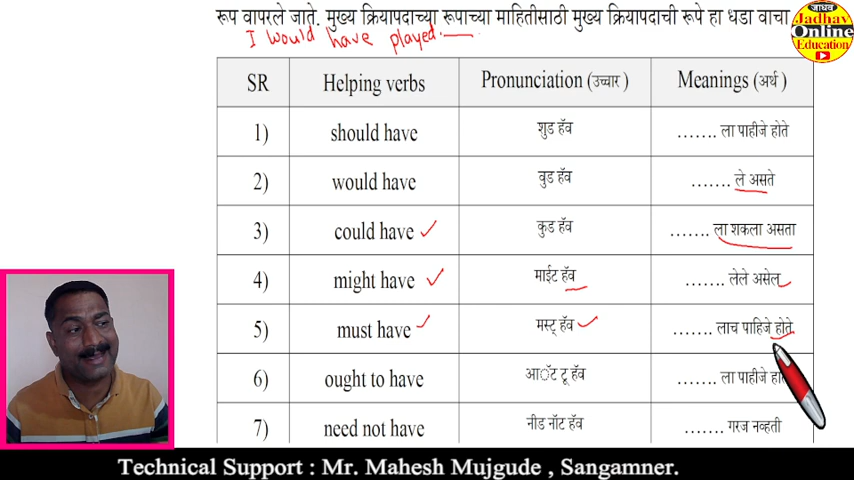 रूप वापरले जाते. मुख्य क्रियापदाच्या रूपाच्या माहितीसाठी मुख्य क्रियापदाची रूपे हा धडा वाचा
जाधव
Jadhav
Online
Education
I would have played.
SR Helping verbs Pronunciation (उच्चार) Meanings (अर्थ)
1) should have शुड हॅव ....... ला पाहीजे होते
2) would have वुड हॅव ....... ले असते
3) could have कुड हॅव ....... ला शकला असता
4) might have माईट हॅव ....... लेले असेल
5) must have मस्ट् हॅव ....... लाच पाहिजे होते
6) ought to have आॅट टू हॅव ....... ला पाहीजे
7) need not have नीड नॉट हॅव ....... गरज नव्हती
Technical Support : Mr. Mahesh Mujgude , Sangamner.